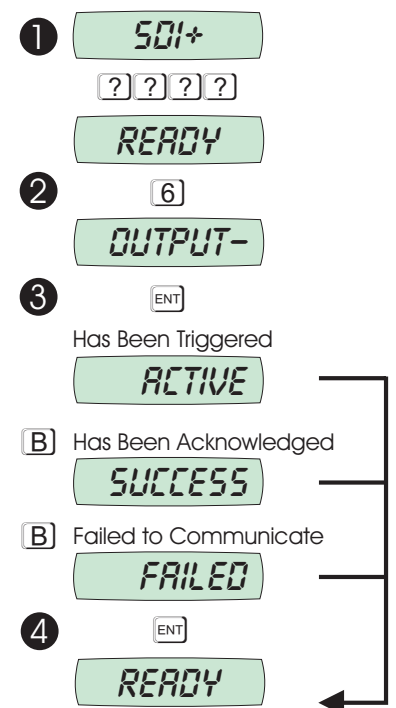 1 SDI+
? ? ? ?
READY
2 6
OUTPUT-
3 ENT
Has Been Triggered
ACTIVE
B Has Been Acknowledged
SUCCESS
B Failed to Communicate
FAILED
4 ENT
READY